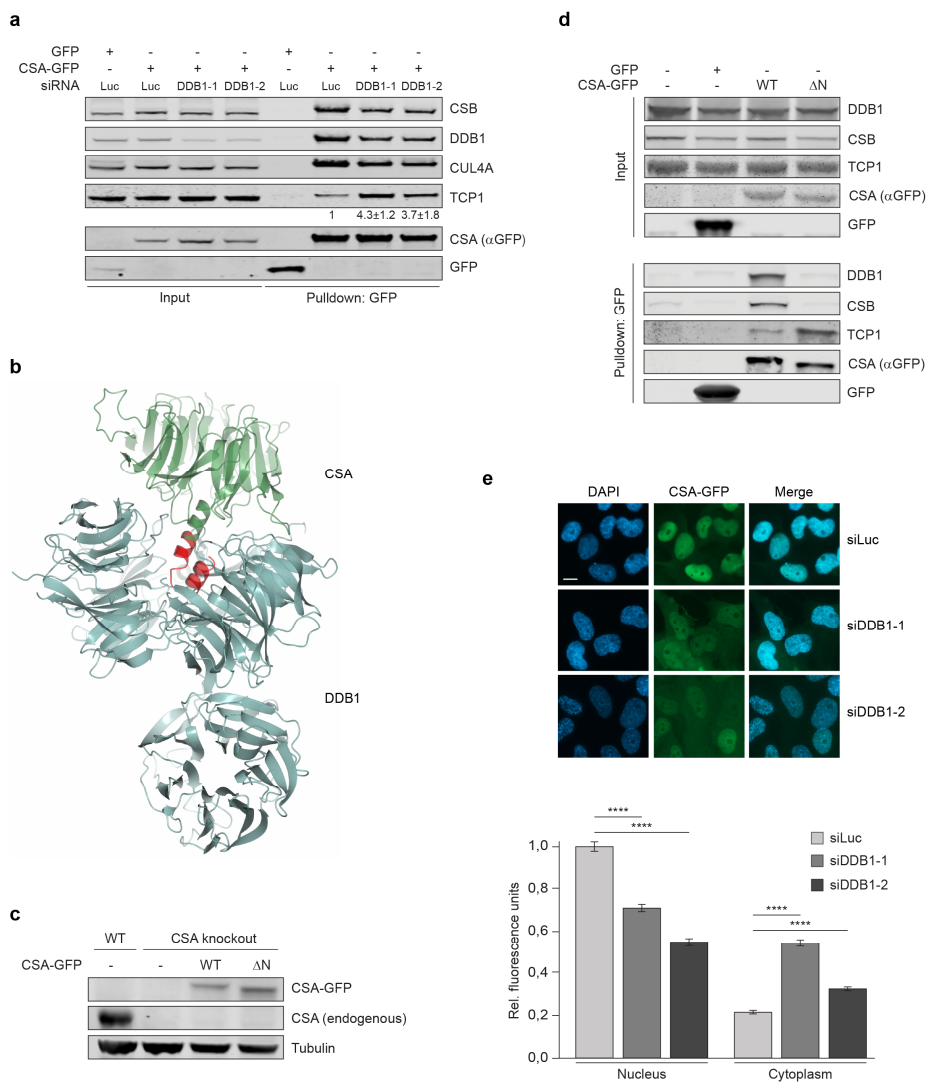 a
GFP + - - - + - - -
CSA-GFP - + + + - + + +
siRNA Luc Luc DDB1-1 DDB1-2 Luc Luc DDB1-1 DDB1-2
CSB
DDB1
CUL4A
TCP1
1 4.3±1.2 3.7±1.8
CSA (αGFP)
GFP
Input Pulldown: GFP
b
CSA
DDB1
c
WT CSA knockout
CSA-GFP - - WT ΔN
CSA-GFP
CSA (endogenous)
Tubulin
d
GFP - + - -
CSA-GFP - - WT ΔN
Input
DDB1
CSB
TCP1
CSA (αGFP)
GFP
Pulldown: GFP
DDB1
CSB
TCP1
CSA (αGFP)
GFP
e
DAPI CSA-GFP Merge
siLuc
siDDB1-1
siDDB1-2
Rel. fluorescence units
1,0
0,8
0,6
0,4
0,2
0,0
****
****
****
****
siLuc
siDDB1-1
siDDB1-2
Nucleus Cytoplasm